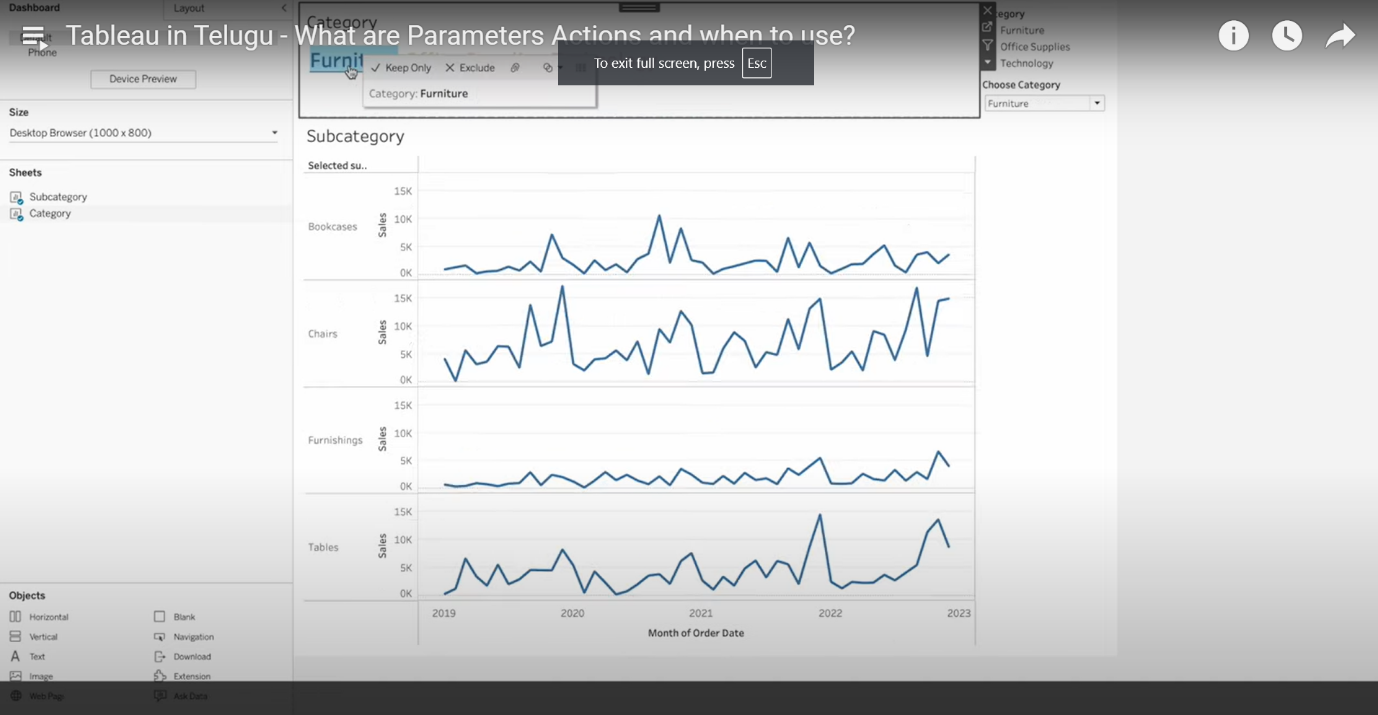 Dashboard
Layout
Tableau in Telugu - What are Parameters Actions and when to use?
To exit full screen, press Esc
Phone
Device Preview
Size
Desktop Browser (1000 x 800)
Sheets
Subcategory
Category
Category
Furnit
Keep Only Exclude
Category: Furniture
Subcategory
Selected su..
Bookcases
Sales
15K
10K
5K
0K
Chairs
Sales
15K
10K
5K
0K
Furnishings
Sales
15K
10K
5K
0K
Tables
Sales
15K
10K
5K
0K
2019 2020 2021 2022 2023
Month of Order Date
Furniture
Office Supplies
Technology
Choose Category
Furniture
Objects
Horizontal Blank
Vertical Navigation
Text Download
Image Extension
Web Page Ask Data